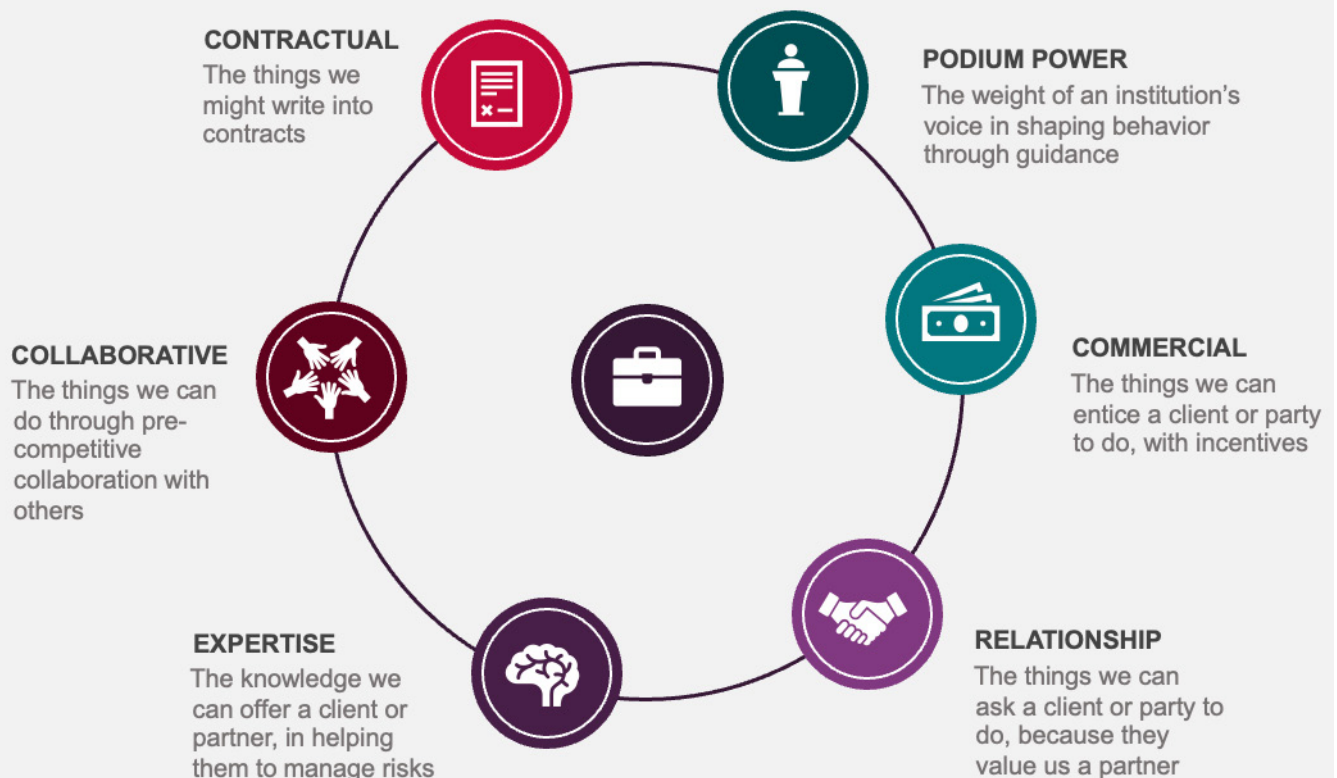 CONTRACTUAL
The things we
might write into
contracts
PODIUM POWER
The weight of an institution’s
voice in shaping behavior
through guidance
COMMERCIAL
The things we can
entice a client or party
to do, with incentives
RELATIONSHIP
The things we can
ask a client or party to
do, because they
value us a partner
EXPERTISE
The knowledge we
can offer a client or
partner, in helping
them to manage risks
COLLABORATIVE
The things we can
do through pre-
competitive
collaboration with
others